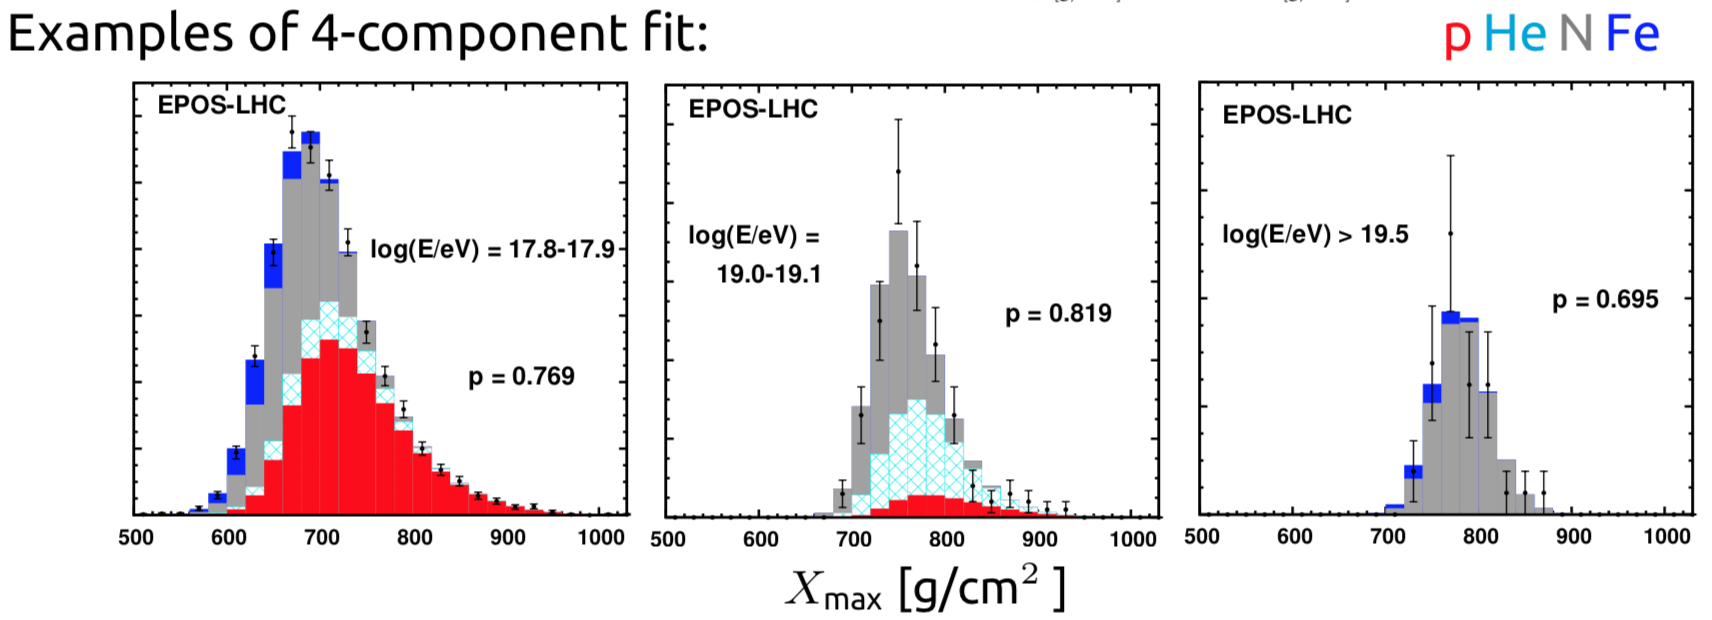 Examples of 4-component fit:
p He N Fe
EPOS-LHC
log(E/eV) = 17.8-17.9
p = 0.769
500 600 700 800 900 1000
EPOS-LHC
log(E/eV) =
19.0-19.1
p = 0.819
500 600 700 800 900 1000
EPOS-LHC
log(E/eV) > 19.5
p = 0.695
500 600 700 800 900 1000
Xmax [g/cm² ]